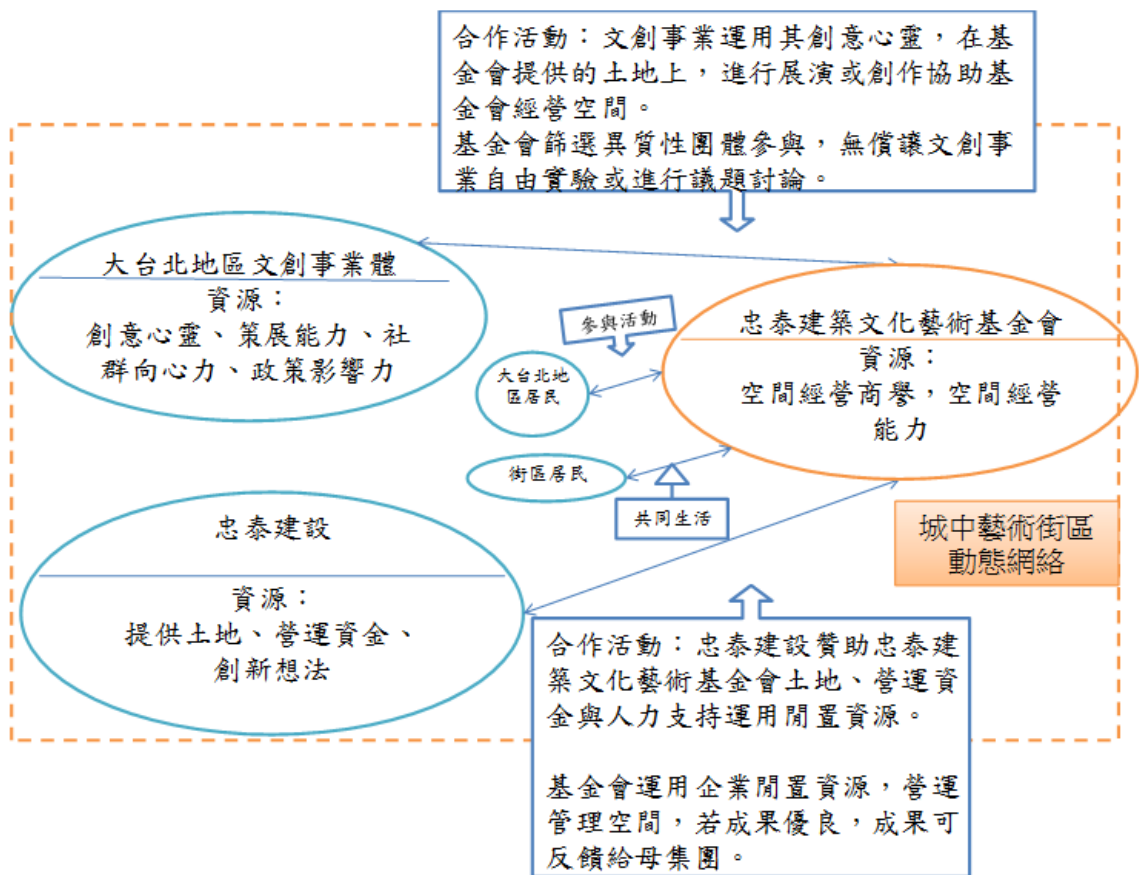 合作活動：文創事業運用其創意心靈，在基
金會提供的土地上，進行展演或創作協助基
金會經營空間。
基金會篩選異質性團體參與，無償讓文創事
業自由實驗或進行議題討論。
大台北地區文創事業體
資源：
創意心靈、策展能力、社
群向心力、政策影響力
參與活動
忠泰建築文化藝術基金會
資源：
空間經營商譽，空間經營
能力
大台北地
區居民
街區居民
共同生活
城中藝術街區
動態網絡
忠泰建設
資源：
提供土地、營運資金、
創新想法
合作活動：忠泰建設贊助忠泰建
築文化藝術基金會土地、營運資
金與人力支持運用閒置資源。
基金會運用企業閒置資源，營運
管理空間，若成果優良，成果可
反饋給母集團。